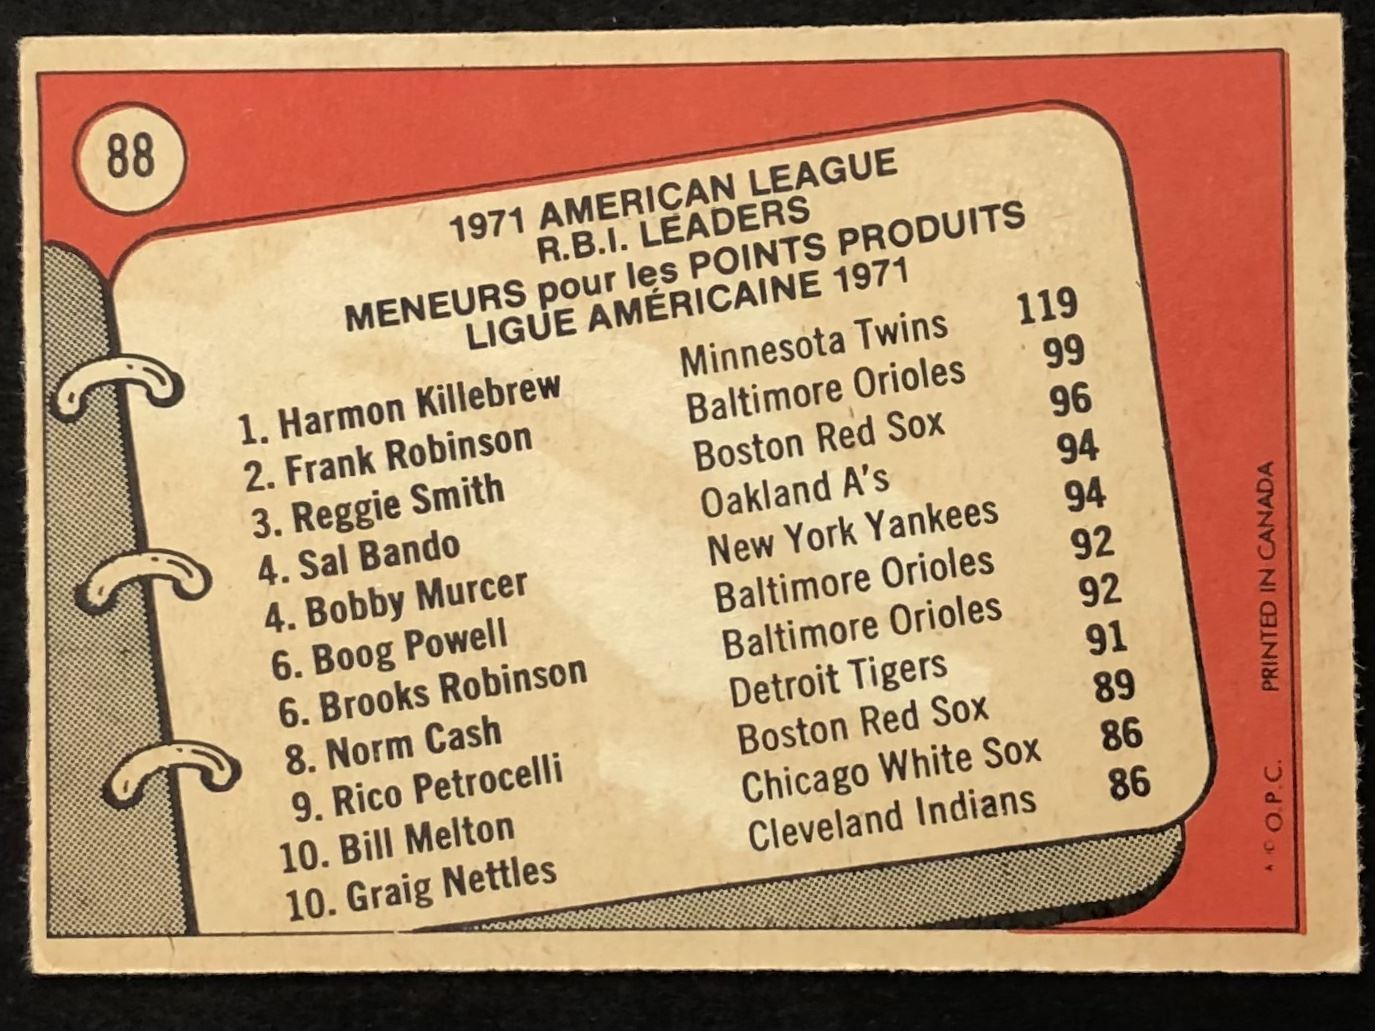 88
1971 AMERICAN LEAGUE
R.B.I. LEADERS
MENEURS pour les POINTS PRODUITS
LIGUE AMÉRICAINE 1971
1. Harmon Killebrew Minnesota Twins 119
2. Frank Robinson Baltimore Orioles 99
3. Reggie Smith Boston Red Sox 96
4. Sal Bando Oakland A's 94
4. Bobby Murcer New York Yankees 94
6. Boog Powell Baltimore Orioles 92
6. Brooks Robinson Baltimore Orioles 92
8. Norm Cash Detroit Tigers 91
9. Rico Petrocelli Boston Red Sox 89
10. Bill Melton Chicago White Sox 86
10. Graig Nettles Cleveland Indians 86
* © O.P.C. PRINTED IN CANADA